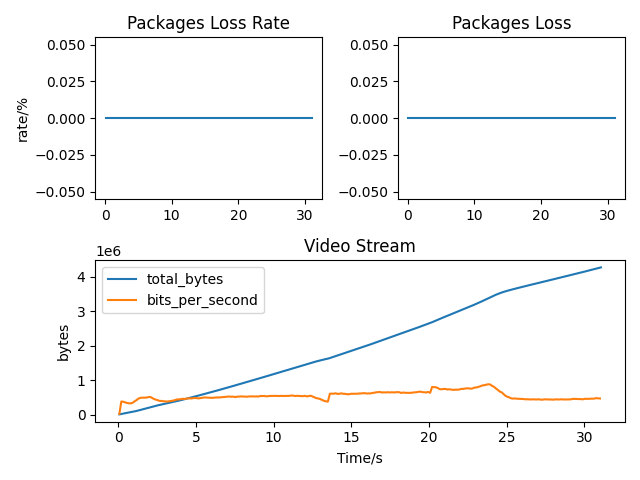 Packages Loss Rate
Packages Loss
0.050
0.025
0.000
−0.025
−0.050
rate/%
0 10 20 30
0.050
0.025
0.000
−0.025
−0.050
0 10 20 30
Video Stream
1e6
4
3
2
1
0
bytes
total_bytes
bits_per_second
0 5 10 15 20 25 30
Time/s